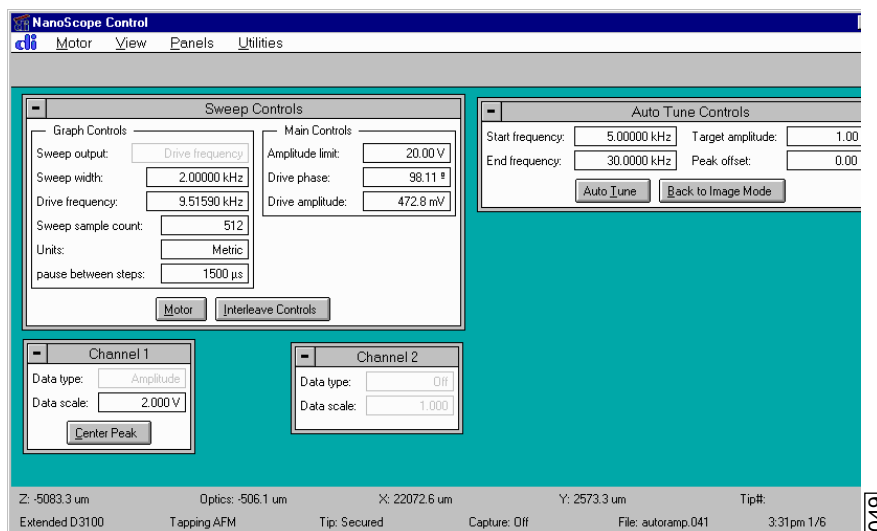 NanoScope Control
di Motor View Panels Utilities
Sweep Controls
Graph Controls
Sweep output: Drive frequency
Sweep width: 2.00000 kHz
Drive frequency: 9.51590 kHz
Sweep sample count: 512
Units: Metric
pause between steps: 1500 µs
Main Controls
Amplitude limit: 20.00 V
Drive phase: 98.11 º
Drive amplitude: 472.8 mV
Motor Interleave Controls
Auto Tune Controls
Start frequency: 5.00000 kHz Target amplitude: 1.00
End frequency: 30.0000 kHz Peak offset: 0.00
Auto Tune Back to Image Mode
Channel 1
Data type: Amplitude
Data scale: 2.000 V
Center Peak
Channel 2
Data type: Off
Data scale: 1.000
Z: -5083.3 um Optics: -506.1 um X: 22072.6 um Y: 2573.3 um Tip#:
Extended D3100 Tapping AFM Tip: Secured Capture: Off File: autoramp.041 3:31pm 1/6